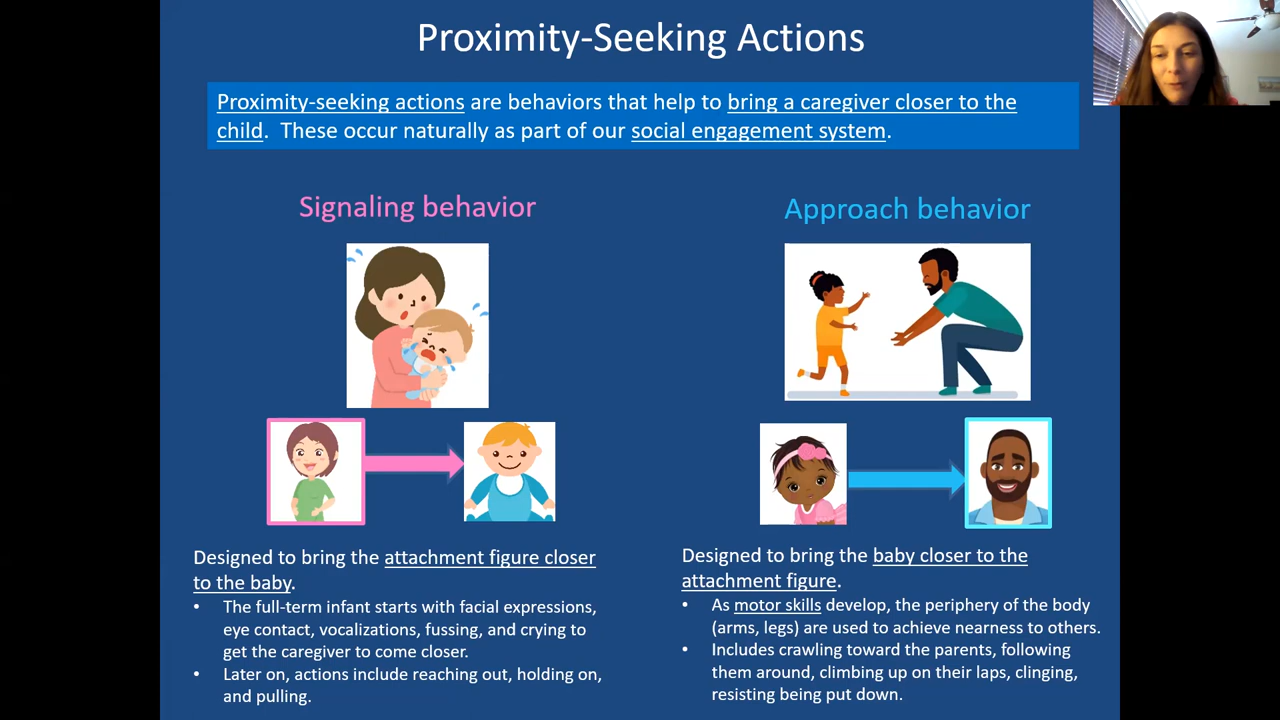 Proximity-Seeking Actions
Proximity-seeking actions are behaviors that help to bring a caregiver closer to the
child. These occur naturally as part of our social engagement system.
Signaling behavior
Designed to bring the attachment figure closer
to the baby.
• The full-term infant starts with facial expressions,
eye contact, vocalizations, fussing, and crying to
get the caregiver to come closer.
• Later on, actions include reaching out, holding on,
and pulling.
Approach behavior
Designed to bring the baby closer to the
attachment figure.
• As motor skills develop, the periphery of the body
(arms, legs) are used to achieve nearness to others.
• Includes crawling toward the parents, following
them around, climbing up on their laps, clinging,
resisting being put down.